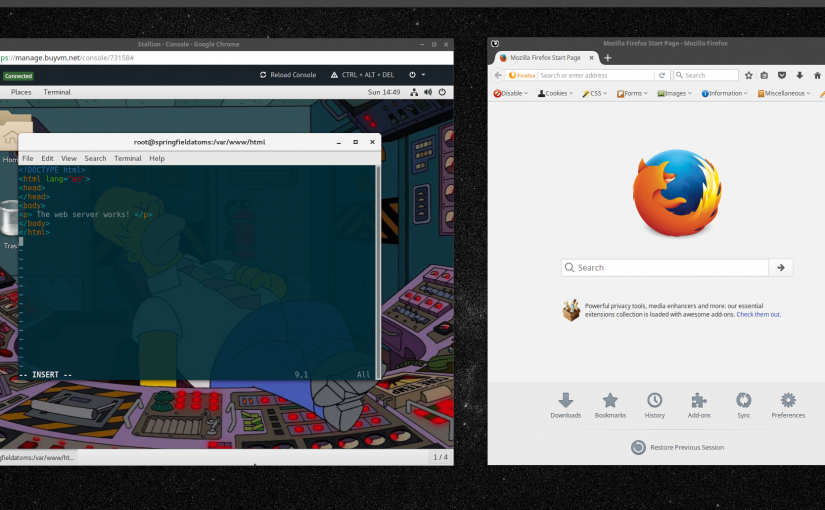 Stallion - Console - Google Chrome
ps://manage.buyvm.net/console/73158#
Connected
Reload Console
CTRL + ALT + DEL
Places Terminal
Sun 14:49
Hom
root@springfieldatoms:/var/www/html
File Edit View Search Terminal Help
<!DOCTYPE html>
<html lang="en">
<head>
</head>
<body>
<p> The web server works! </p>
</body>
</html>
Tras
-- INSERT --
9,1
All
gfieldatoms:/var/www/ht...
1 / 4
Mozilla Firefox Start Page - Mozilla Firefox
Mozilla Firefox Start Page
Firefox Search or enter address
Search
Disable Cookies CSS Forms Images Information Miscellaneous
Search
Powerful privacy tools, media enhancers and more: our essential
extensions collection is loaded with awesome add-ons. Check them out.
Downloads Bookmarks History Add-ons Sync Preferences
Restore Previous Session